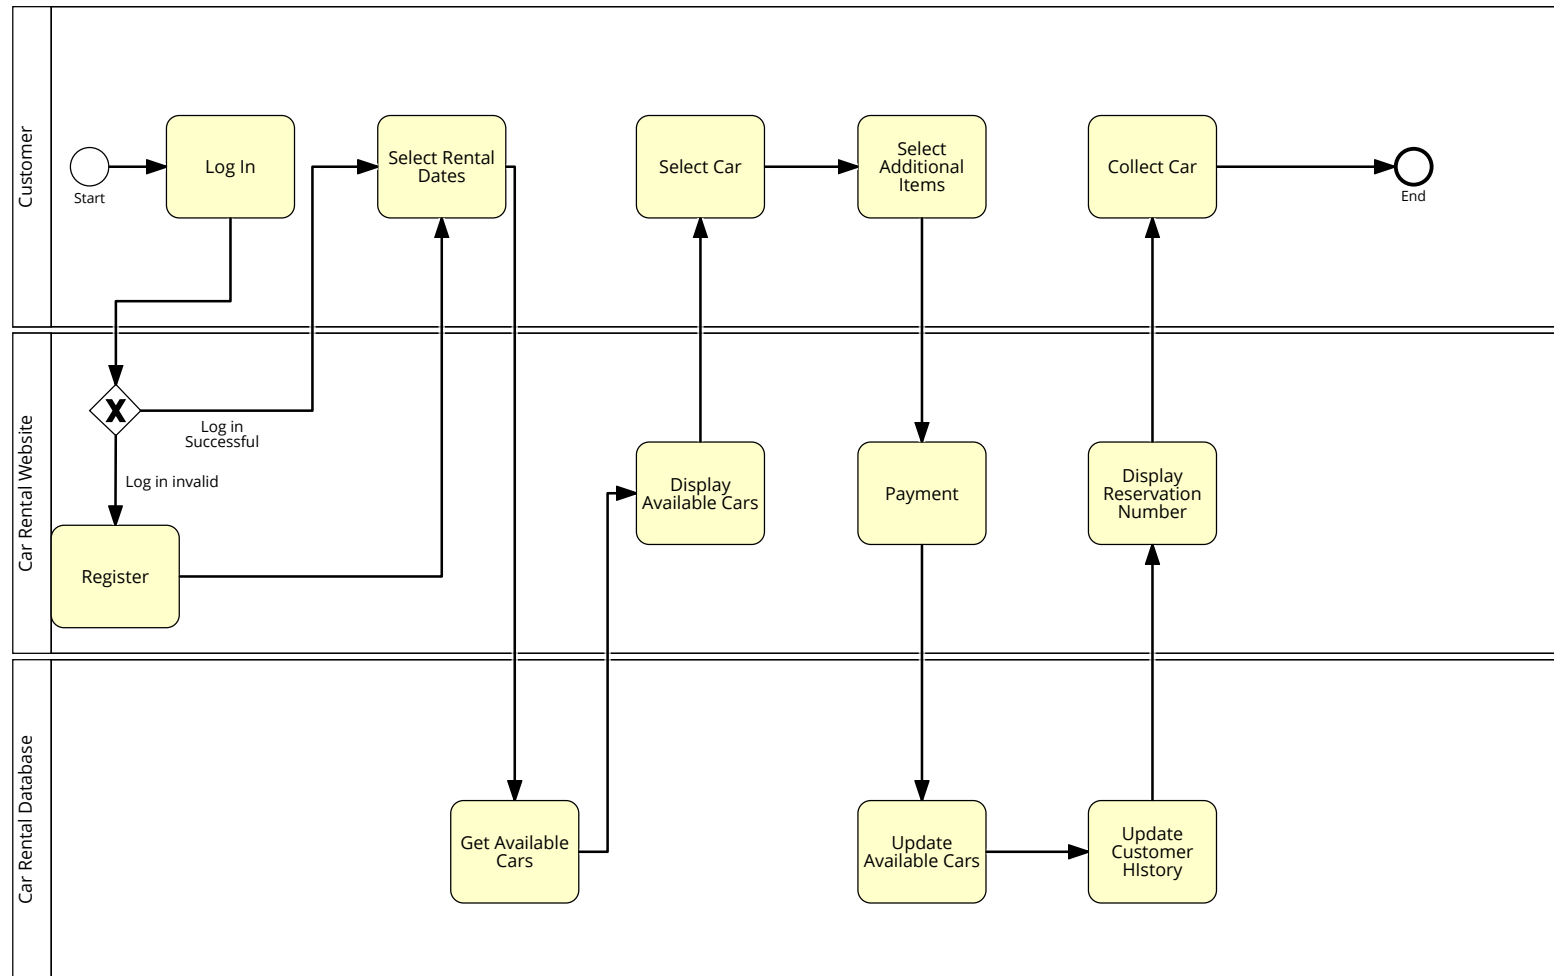 Customer
Start
Log In
Select Rental
Dates
Select Car
Select
Additional
Items
Collect Car
End
Car Rental Website
X
Log in
Successful
Log in invalid
Register
Display
Available Cars
Payment
Display
Reservation
Number
Car Rental Database
Get Available
Cars
Update
Available Cars
Update
Customer
HIstory